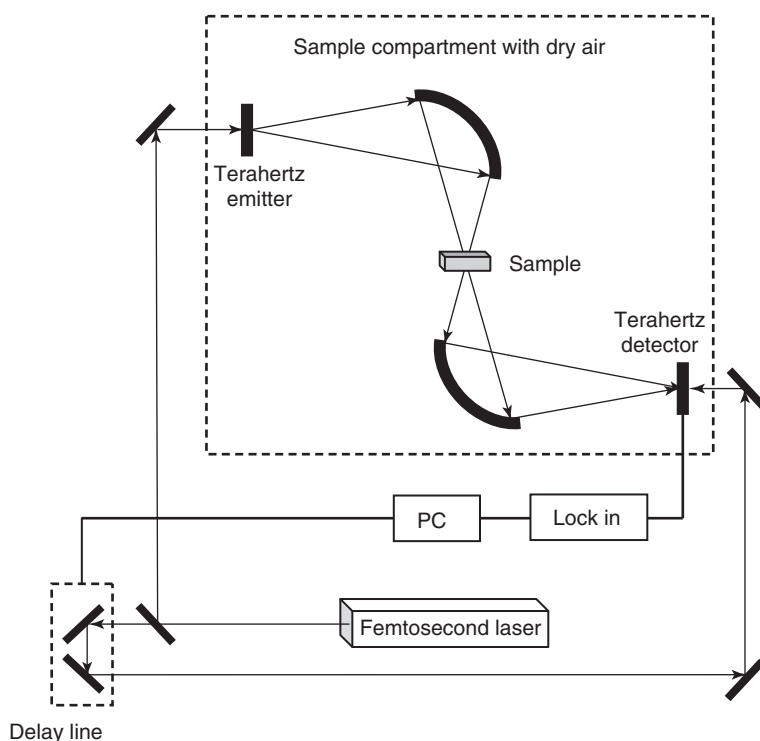 Sample compartment with dry air
Terahertz
emitter
Sample
Terahertz
detector
PC
Lock in
Femtosecond laser
Delay line